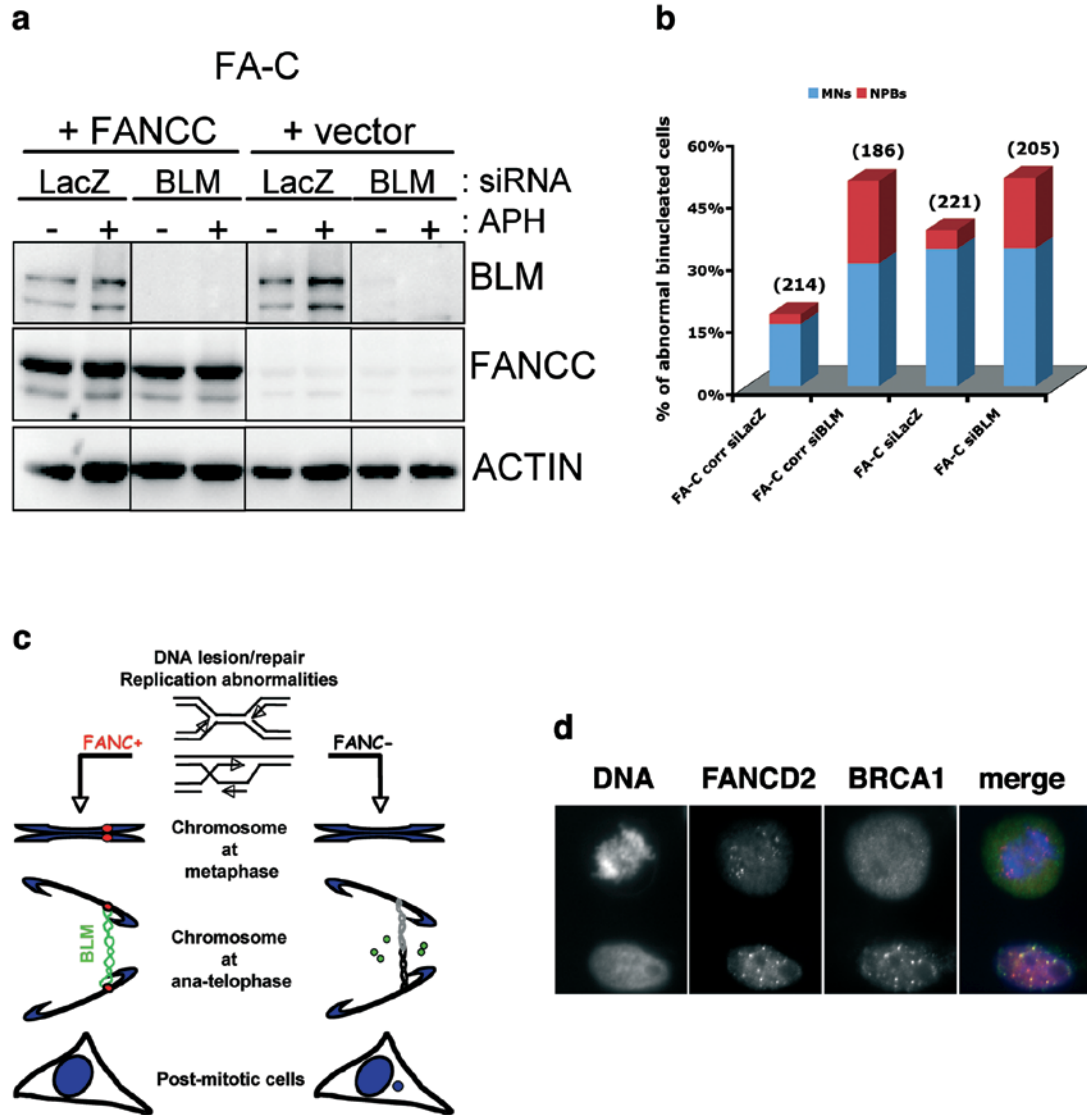 a
FA-C
+ FANCC + vector
LacZ BLM LacZ BLM : siRNA
- + - + - + - + : APH
BLM
FANCC
ACTIN
b
MNs NPBs
% of abnormal binucleated cells
60%
45%
30%
15%
0%
(214)
(186)
(221)
(205)
FA-C corr siLacZ
FA-C corr siBLM
FA-C siLacZ
FA-C siBLM
c
DNA lesion/repair
Replication abnormalities
FANC+ FANC-
Chromosome
at
metaphase
BLM
Chromosome
at
ana-telophase
Post-mitotic cells
d
DNA FANCD2 BRCA1 merge